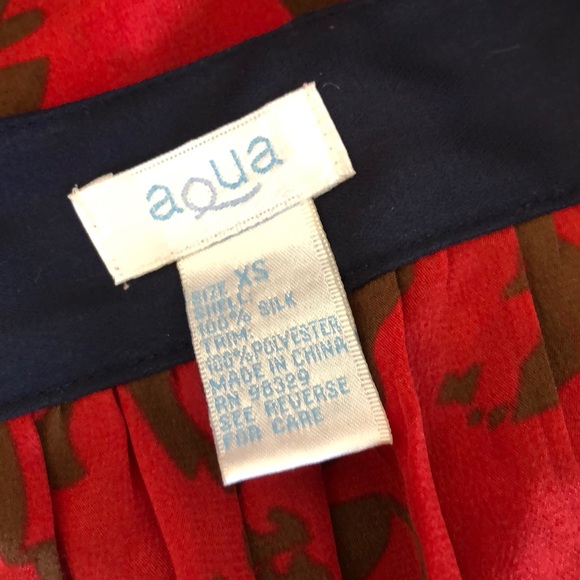 aqua
SIZE XS
SHELL:
100% SILK
TRIM:
100% POLYESTER
MADE IN CHINA
RN 98329
SEE REVERSE
FOR CARE